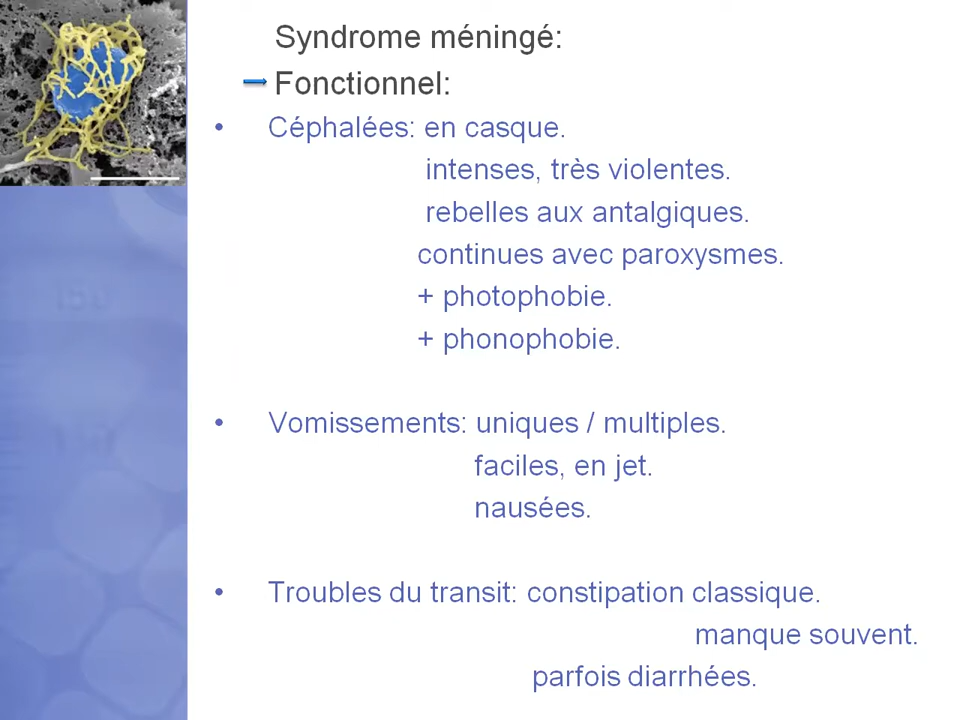 Syndrome méningé:
Fonctionnel:
• Céphalées: en casque.
intenses, très violentes.
rebelles aux antalgiques.
continues avec paroxysmes.
+ photophobie.
+ phonophobie.
• Vomissements: uniques / multiples.
faciles, en jet.
nausées.
• Troubles du transit: constipation classique.
manque souvent.
parfois diarrhées.